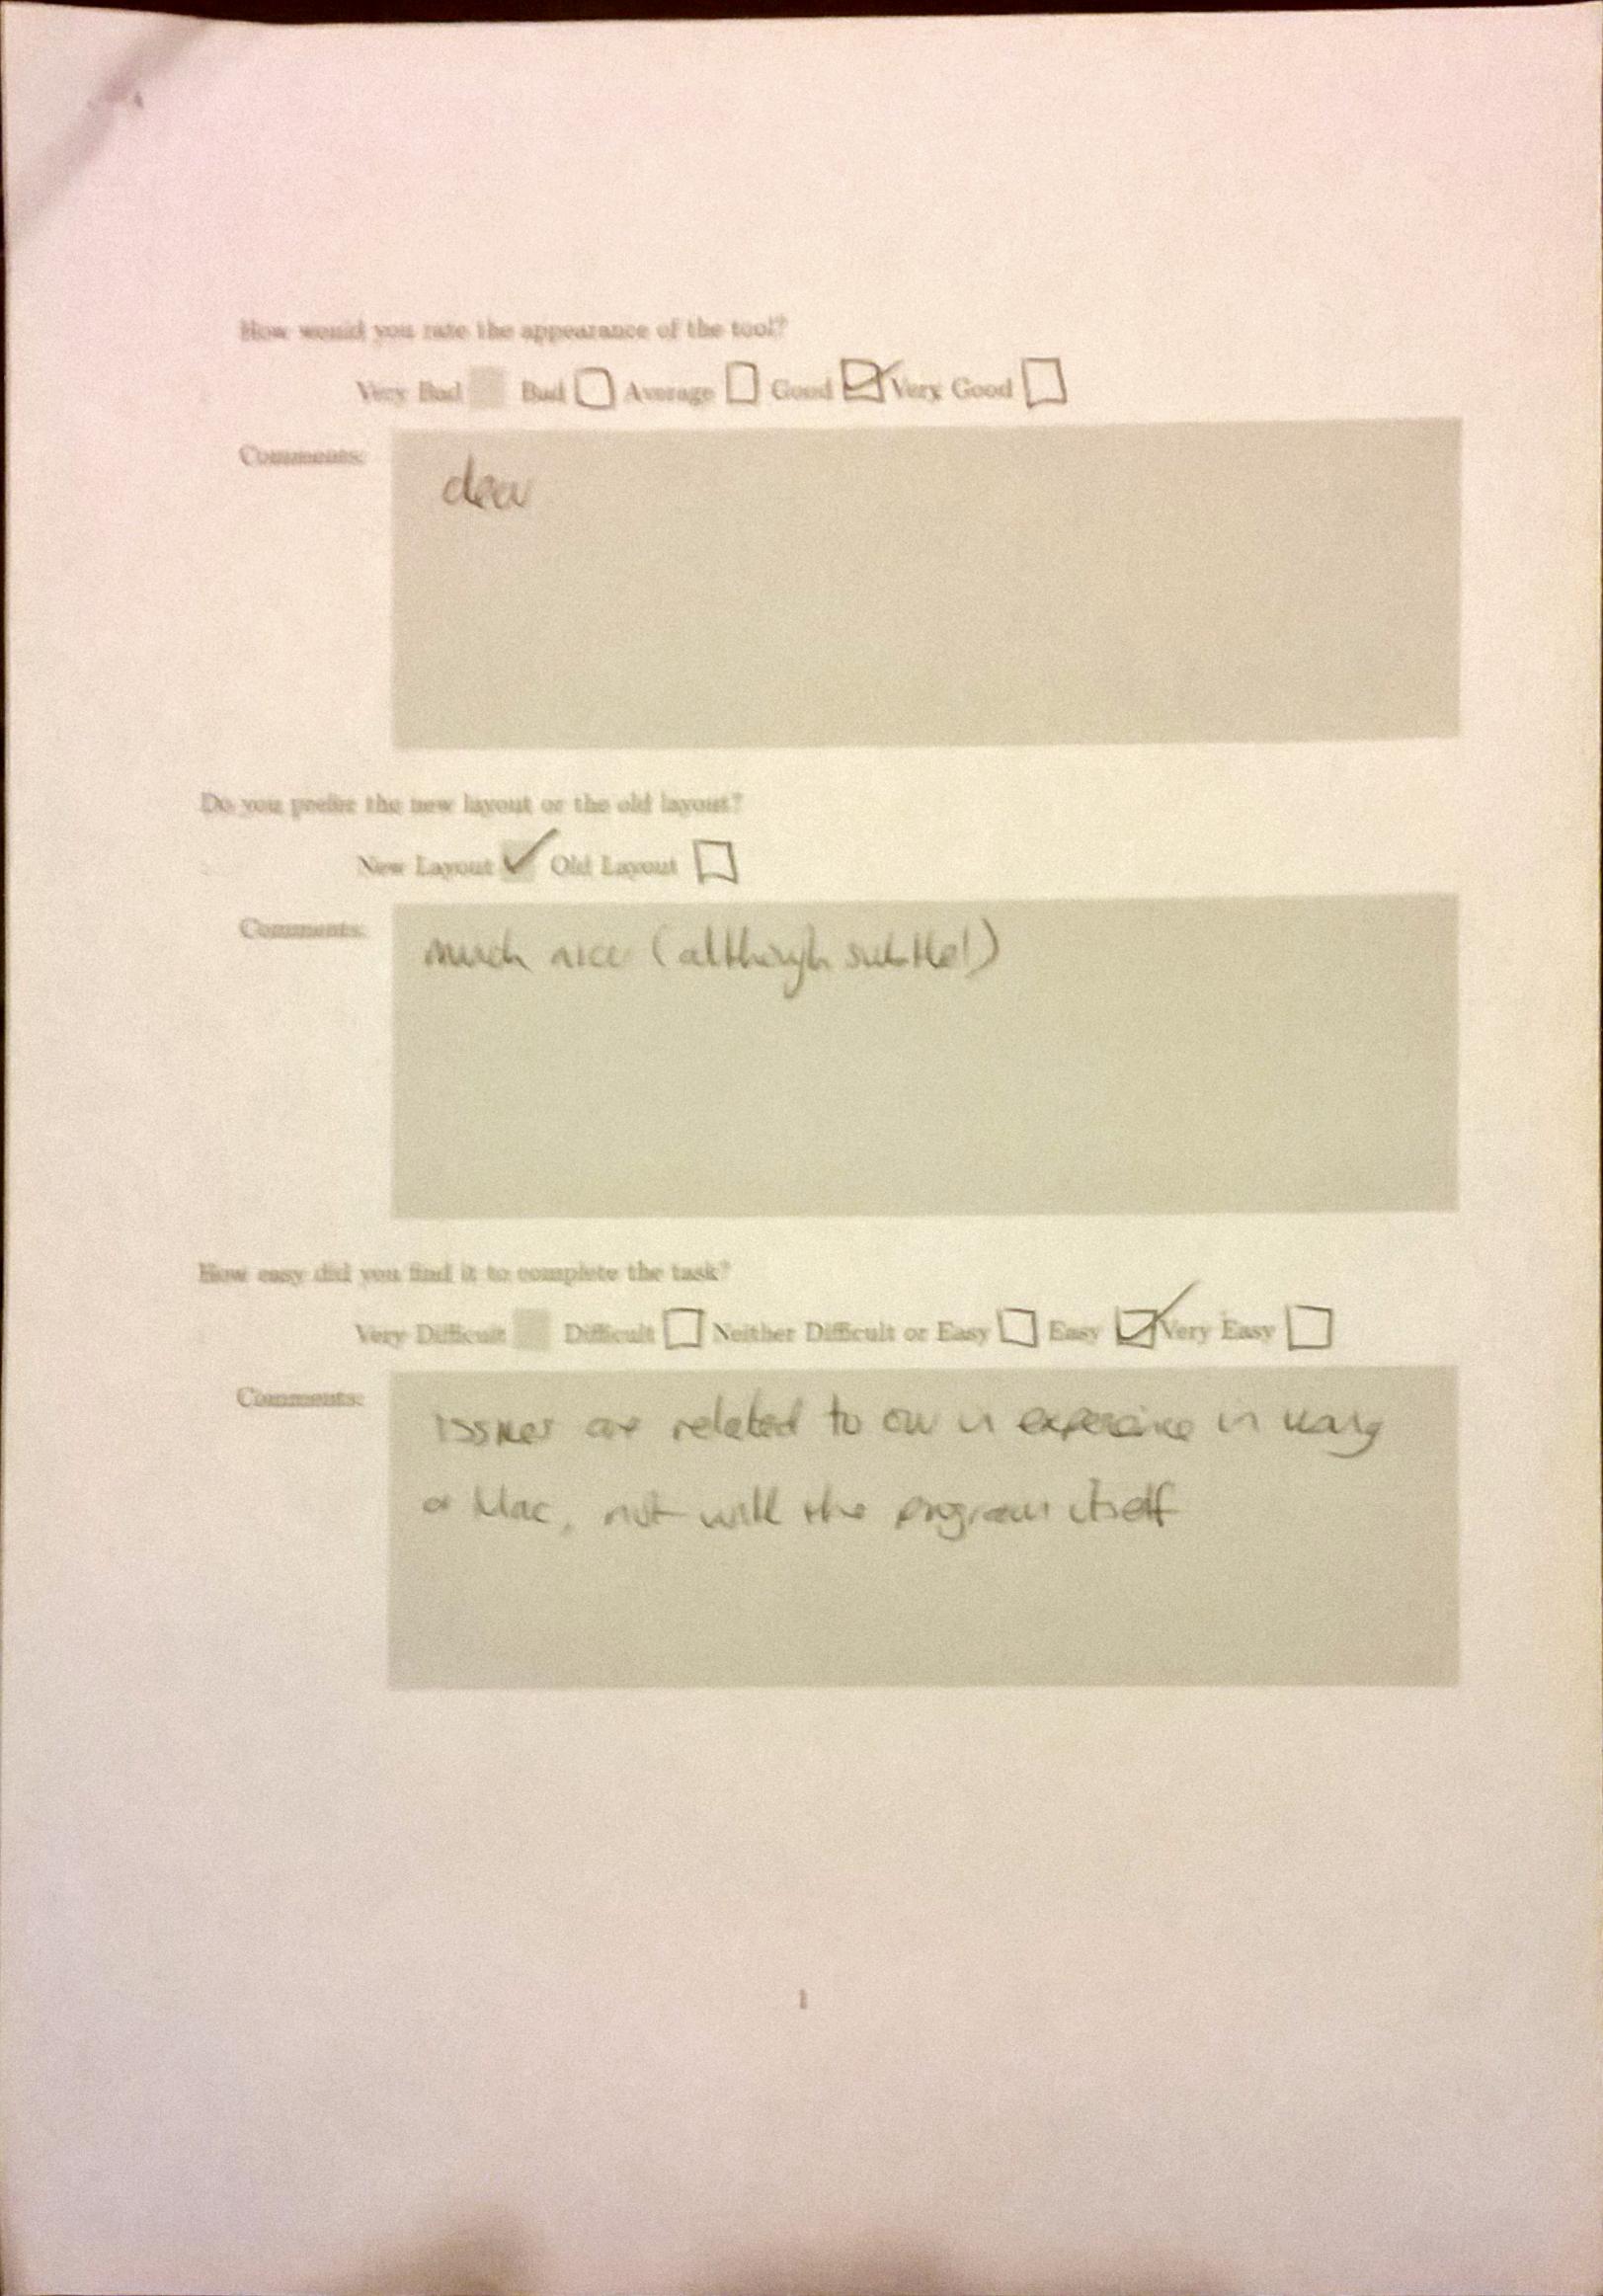 How would you rate the appearance of the tool?
Very Bad Bad Average Good Very Good
Comments:
clear
Do you prefer the new layout or the old layout?
New Layout Old Layout
Comments:
much nicer (although subtle!)
How easy did you find it to complete the task?
Very Difficult Difficult Neither Difficult or Easy Easy Very Easy
Comments:
issues are related to own experience in using
a Mac, not with the program itself
1